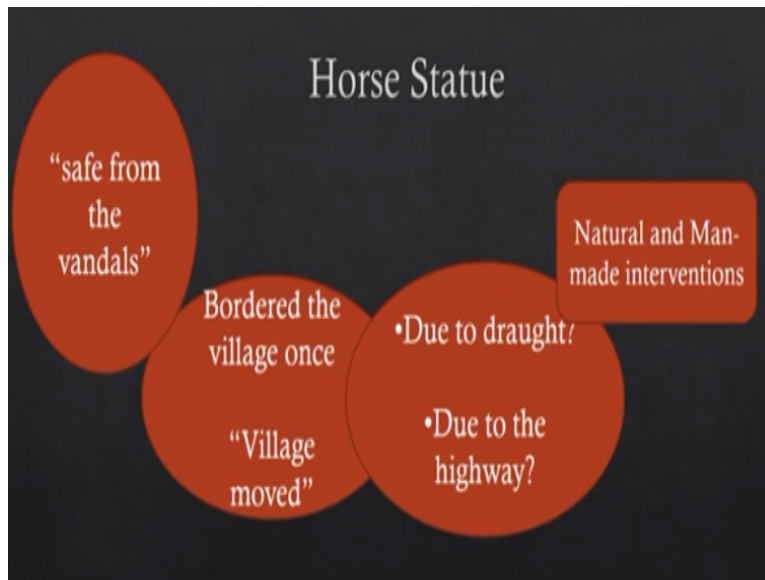 Horse Statue
“safe from
the
vandals”
Bordered the
village once
“Village
moved”
•Due to draught?
•Due to the
highway?
Natural and Man-
made interventions